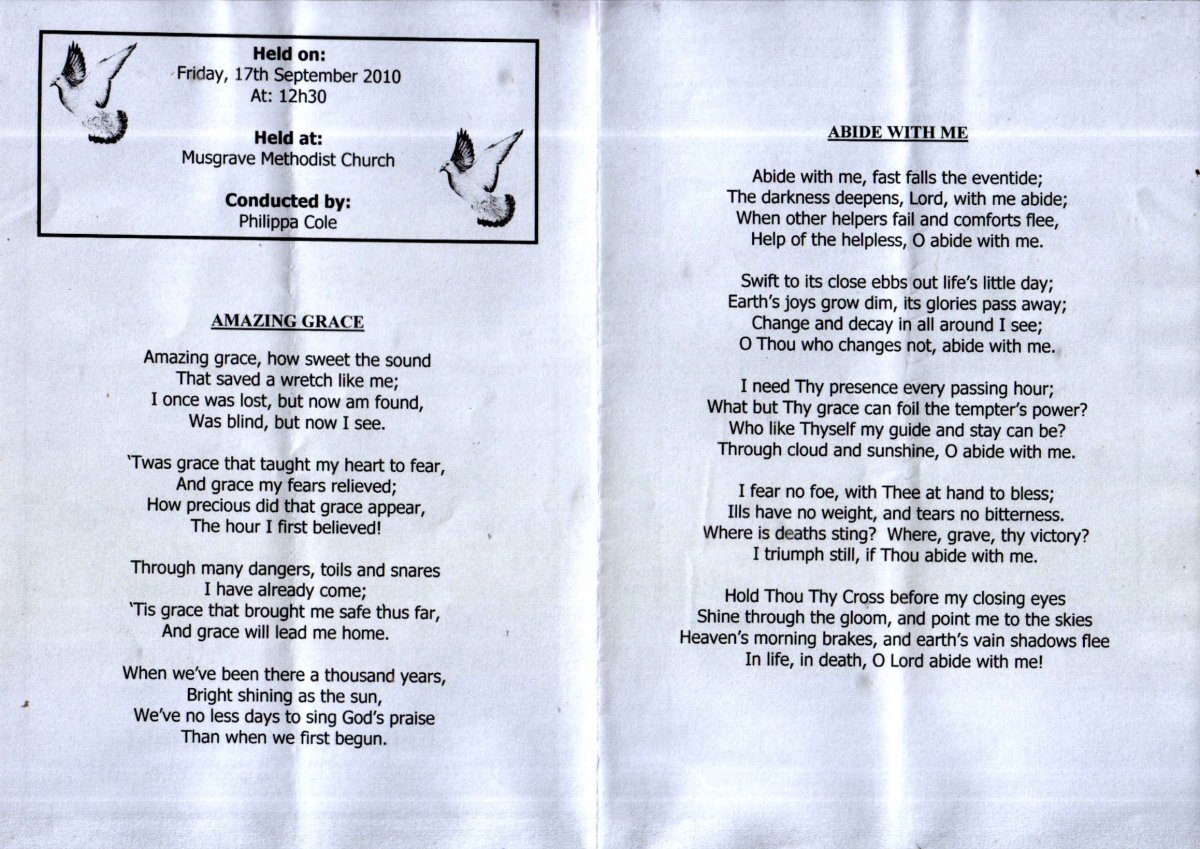 Held on:
Friday, 17th September 2010
At: 12h30
Held at:
Musgrave Methodist Church
Conducted by:
Philippa Cole
AMAZING GRACE
Amazing grace, how sweet the sound
That saved a wretch like me;
I once was lost, but now am found,
Was blind, but now I see.
‘Twas grace that taught my heart to fear,
And grace my fears relieved;
How precious did that grace appear,
The hour I first believed!
Through many dangers, toils and snares
I have already come;
‘Tis grace that brought me safe thus far,
And grace will lead me home.
When we’ve been there a thousand years,
Bright shining as the sun,
We’ve no less days to sing God’s praise
Than when we first begun.
ABIDE WITH ME
Abide with me, fast falls the eventide;
The darkness deepens, Lord, with me abide;
When other helpers fail and comforts flee,
Help of the helpless, O abide with me.
Swift to its close ebbs out life’s little day;
Earth’s joys grow dim, its glories pass away;
Change and decay in all around I see;
O Thou who changes not, abide with me.
I need Thy presence every passing hour;
What but Thy grace can foil the tempter’s power?
Who like Thyself my guide and stay can be?
Through cloud and sunshine, O abide with me.
I fear no foe, with Thee at hand to bless;
Ills have no weight, and tears no bitterness.
Where is deaths sting?  Where, grave, thy victory?
I triumph still, if Thou abide with me.
Hold Thou Thy Cross before my closing eyes
Shine through the gloom, and point me to the skies
Heaven’s morning brakes, and earth’s vain shadows flee
In life, in death, O Lord abide with me!